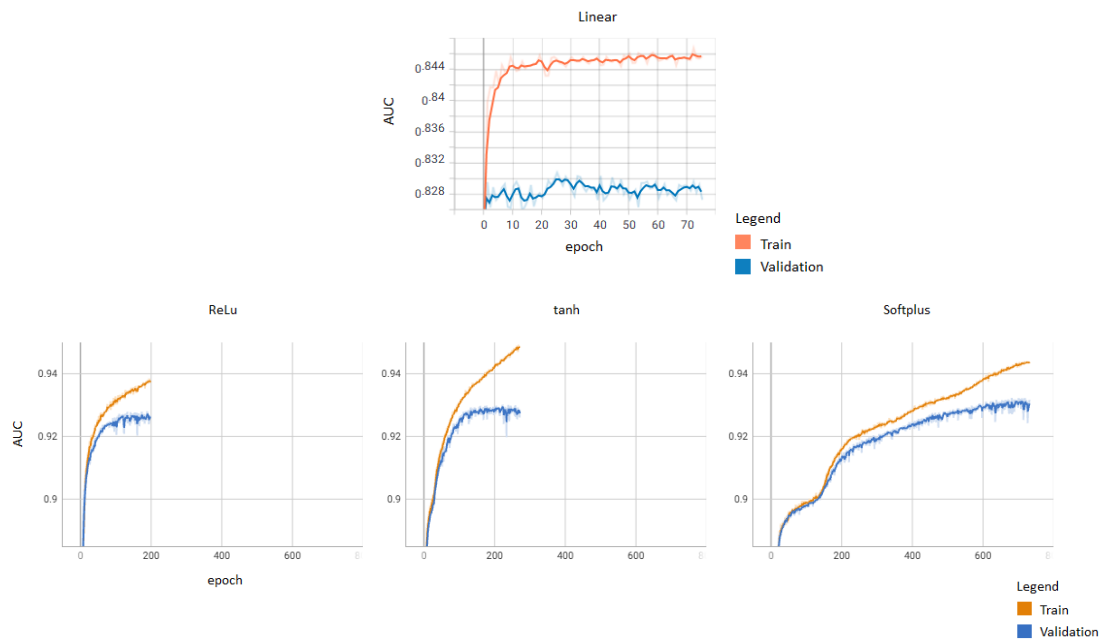 Linear
0.844
0.84
0.836
0.832
0.828
AUC
0 10 20 30 40 50 60 70
epoch
Legend
Train
Validation
ReLu tanh Softplus
0.94 0.94 0.94
0.92 0.92 0.92
0.9 0.9 0.9
AUC
0 200 400 600 0 200 400 600 0 200 400 600
epoch
Legend
Train
Validation